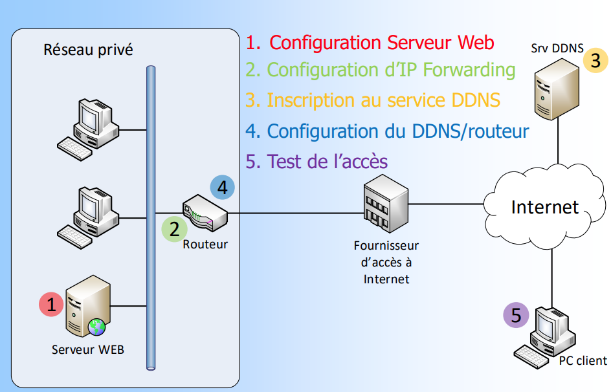 Réseau privé
1. Configuration Serveur Web
2. Configuration d'IP Forwarding
3. Inscription au service DDNS
4. Configuration du DDNS/routeur
5. Test de l'accès
Srv DDNS
3
4
2
Routeur
Fournisseur
d'accès à
Internet
Internet
1
Serveur WEB
5
PC client